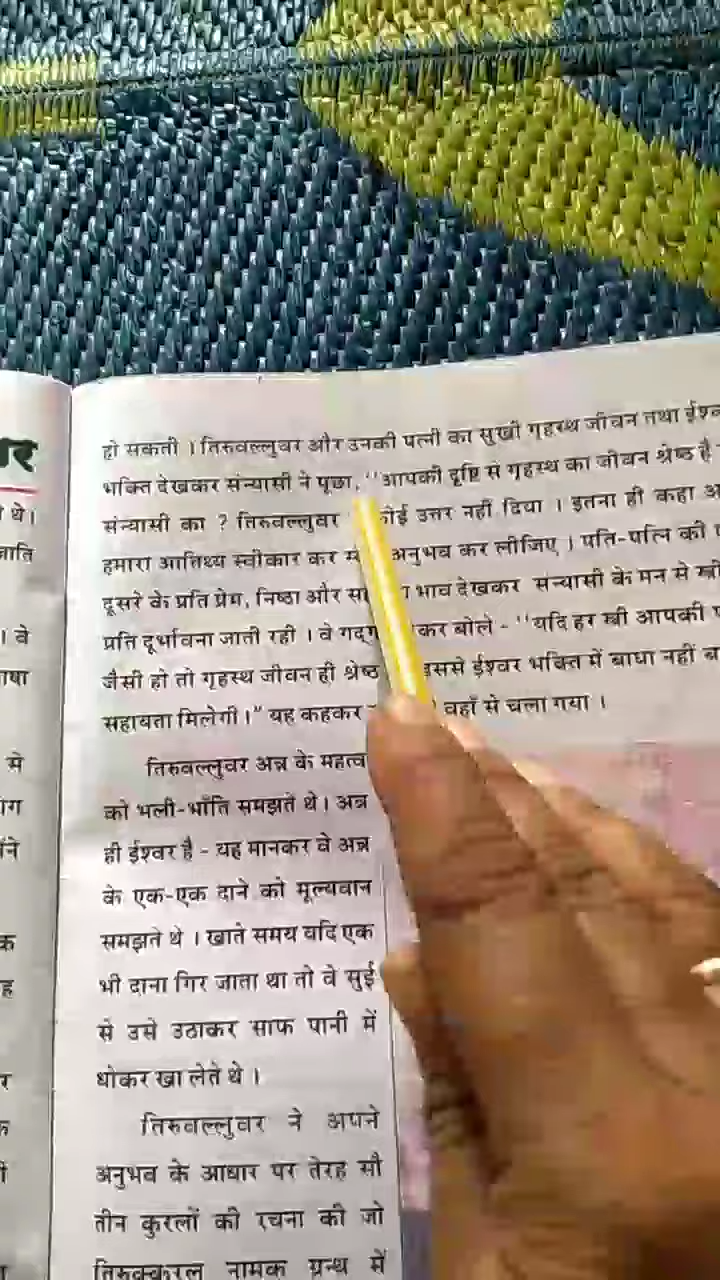 र
हो सकती । तिरुवल्लुवर और उनकी पत्नी का सुखी गृहस्थ जीवन तथा
भक्ति देखकर संन्यासी ने पूछा, ''आपकी दृष्टि से गृहस्थ का जीवन श्रेष्ठ है
संन्यासी का ? तिरुवल्लुवर उत्तर नहीं दिया । इतना ही कहा
हमारा आतिथ्य स्वीकार कर अनुभव कर लीजिए । पति-पत्नि की
दूसरे के प्रति प्रेम, निष्ठा और भाव देखकर संन्यासी के मन से
प्रति दूर्भावना जाती रही । वे बोले - ''यदि हर स्त्री आपकी
जैसी हो तो गृहस्थ जीवन ही श्रेष्ठ इससे ईश्वर भक्ति में बाधा नहीं
सहायता मिलेगी।" यह कहकर वहाँ से चला गया ।
तिरुवल्लुवर अन्न के महत्व
को भली-भाँति समझते थे। अन्न
ही ईश्वर है - यह मानकर वे अन्न
के एक-एक दाने को मूल्यवान
समझते थे । खाते समय यदि एक
भी दाना गिर जाता था तो वे सुई
से उसे उठाकर साफ पानी में
धोकर खा लेते थे ।
तिरुवल्लुवर ने अपने
अनुभव के आधार पर तेरह सौ
तीन कुरलों की रचना की जो
तिरुक्कुरल नामक ग्रन्थ में